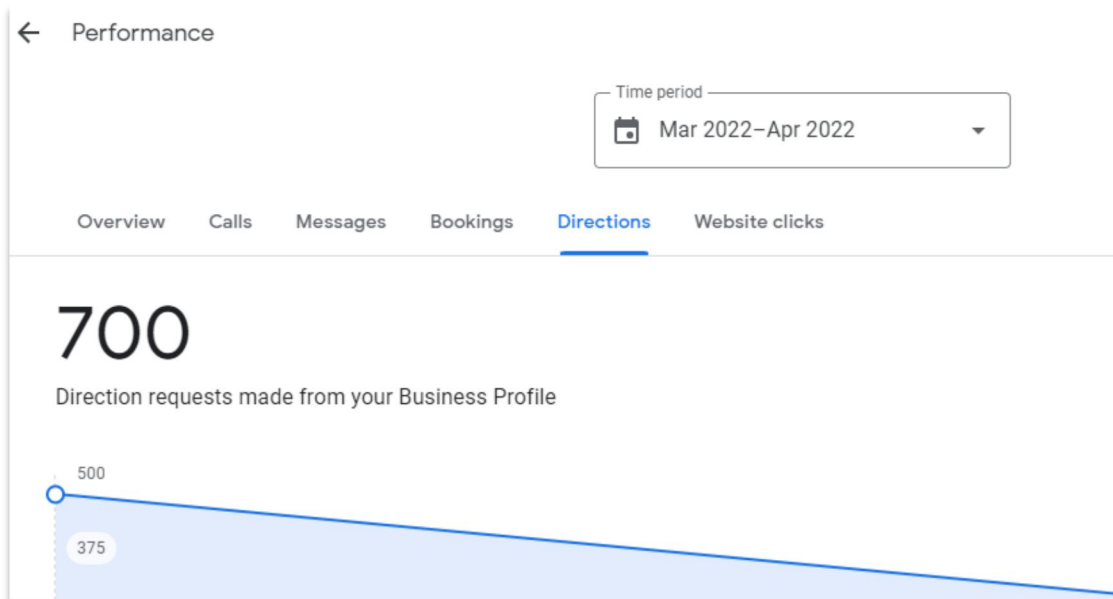 Performance
Time period
Mar 2022–Apr 2022
Overview Calls Messages Bookings Directions Website clicks
700
Direction requests made from your Business Profile
500
375